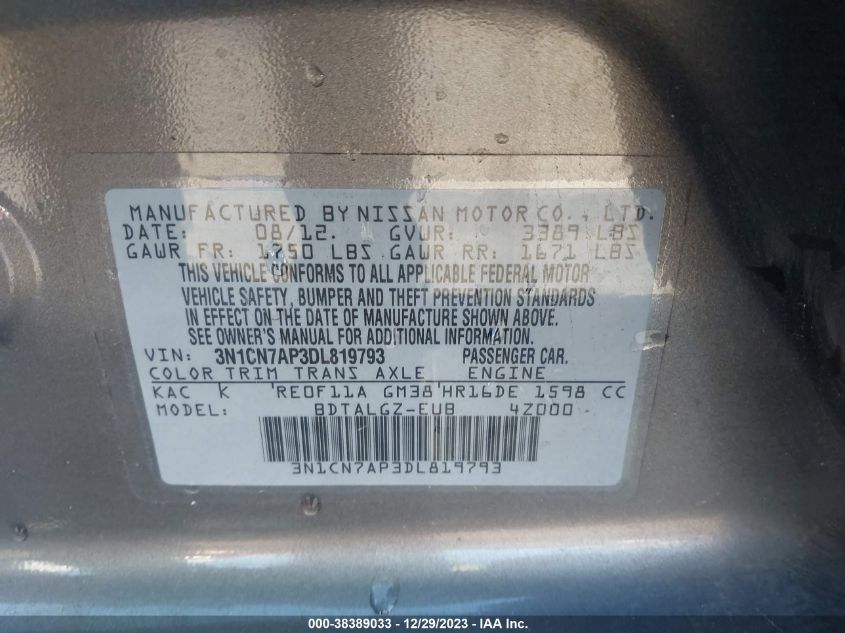 MANUFACTURED BY NISSAN MOTOR CO., LTD.
DATE: 08/12. GVWR: 3389 LBS
GAWR FR: 1750 LBS GAWR RR: 1671 LBS
THIS VEHICLE CONFORMS TO ALL APPLICABLE FEDERAL MOTOR
VEHICLE SAFETY, BUMPER AND THEFT PREVENTION STANDARDS
IN EFFECT ON THE DATE OF MANUFACTURE SHOWN ABOVE.
SEE OWNER'S MANUAL FOR ADDITIONAL INFORMATION.
VIN: 3N1CN7AP3DL819793 PASSENGER CAR.
COLOR TRIM TRANS AXLE ENGINE
KAC K RE0F11A GM38 HR16DE 1598 CC
MODEL: BDTALGZ-EUB 4Z000
3N1CN7AP3DL819793
000-38389033 - 12/29/2023 - IAA Inc.